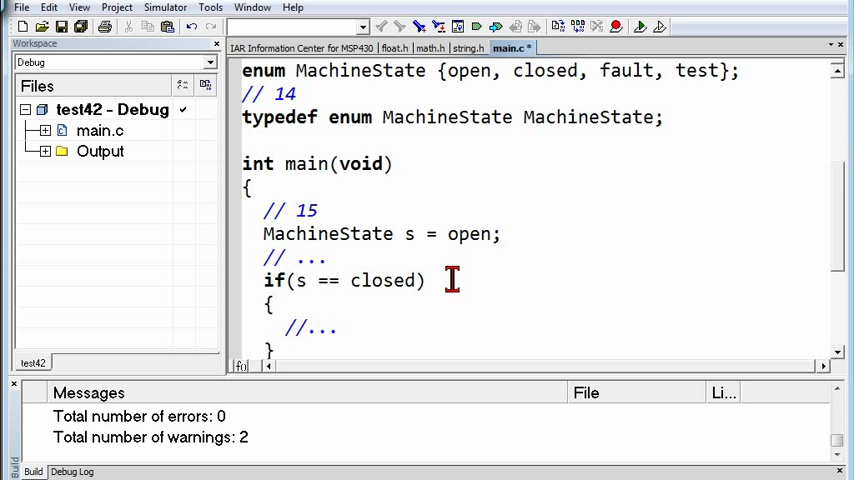 File Edit View Project Simulator Tools Window Help
Workspace
Debug
Files
test42 - Debug
main.c
Output
test42
IAR Information Center for MSP430 float.h math.h string.h main.c *
enum MachineState {open, closed, fault, test};
// 14
typedef enum MachineState MachineState;
int main(void)
{
// 15
MachineState s = open;
// ...
if(s == closed)
{
//...
}
f()
Messages File Li...
Total number of errors: 0
Total number of warnings: 2
Build
Build Debug Log